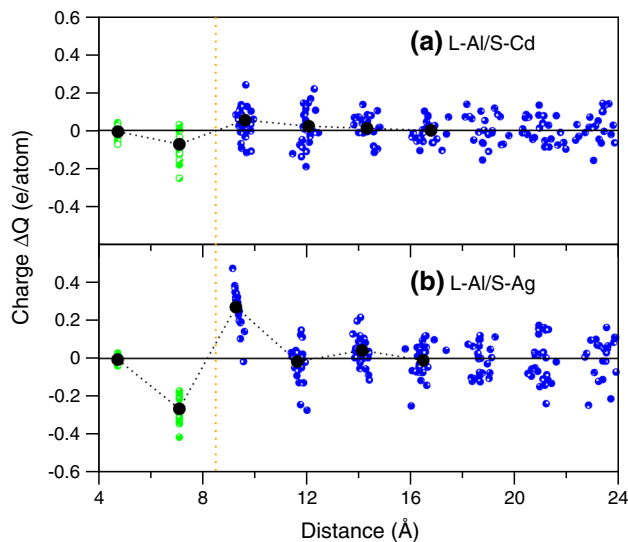 0.6
(a) L-Al/S-Cd
0.4
0.2
0
-0.2
-0.4
Charge ΔQ (e/atom)
(b) L-Al/S-Ag
0.4
0.2
0
-0.2
-0.4
-0.6
4 8 12 16 20 24
Distance (Å)